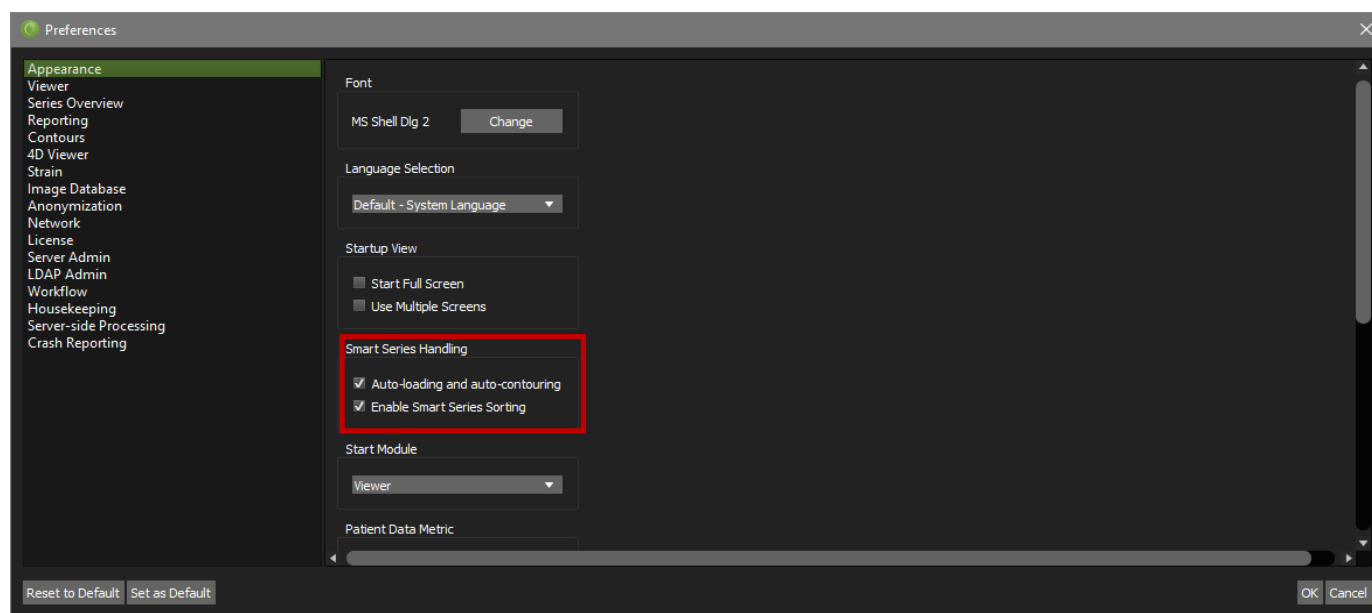 Preferences
Appearance
Viewer
Series Overview
Reporting
Contours
4D Viewer
Strain
Image Database
Anonymization
Network
License
Server Admin
LDAP Admin
Workflow
Housekeeping
Server-side Processing
Crash Reporting
Font
MS Shell Dlg 2 Change
Language Selection
Default - System Language
Startup View
Start Full Screen
Use Multiple Screens
Smart Series Handling
Auto-loading and auto-contouring
Enable Smart Series Sorting
Start Module
Viewer
Patient Data Metric
Reset to Default Set as Default OK Cancel